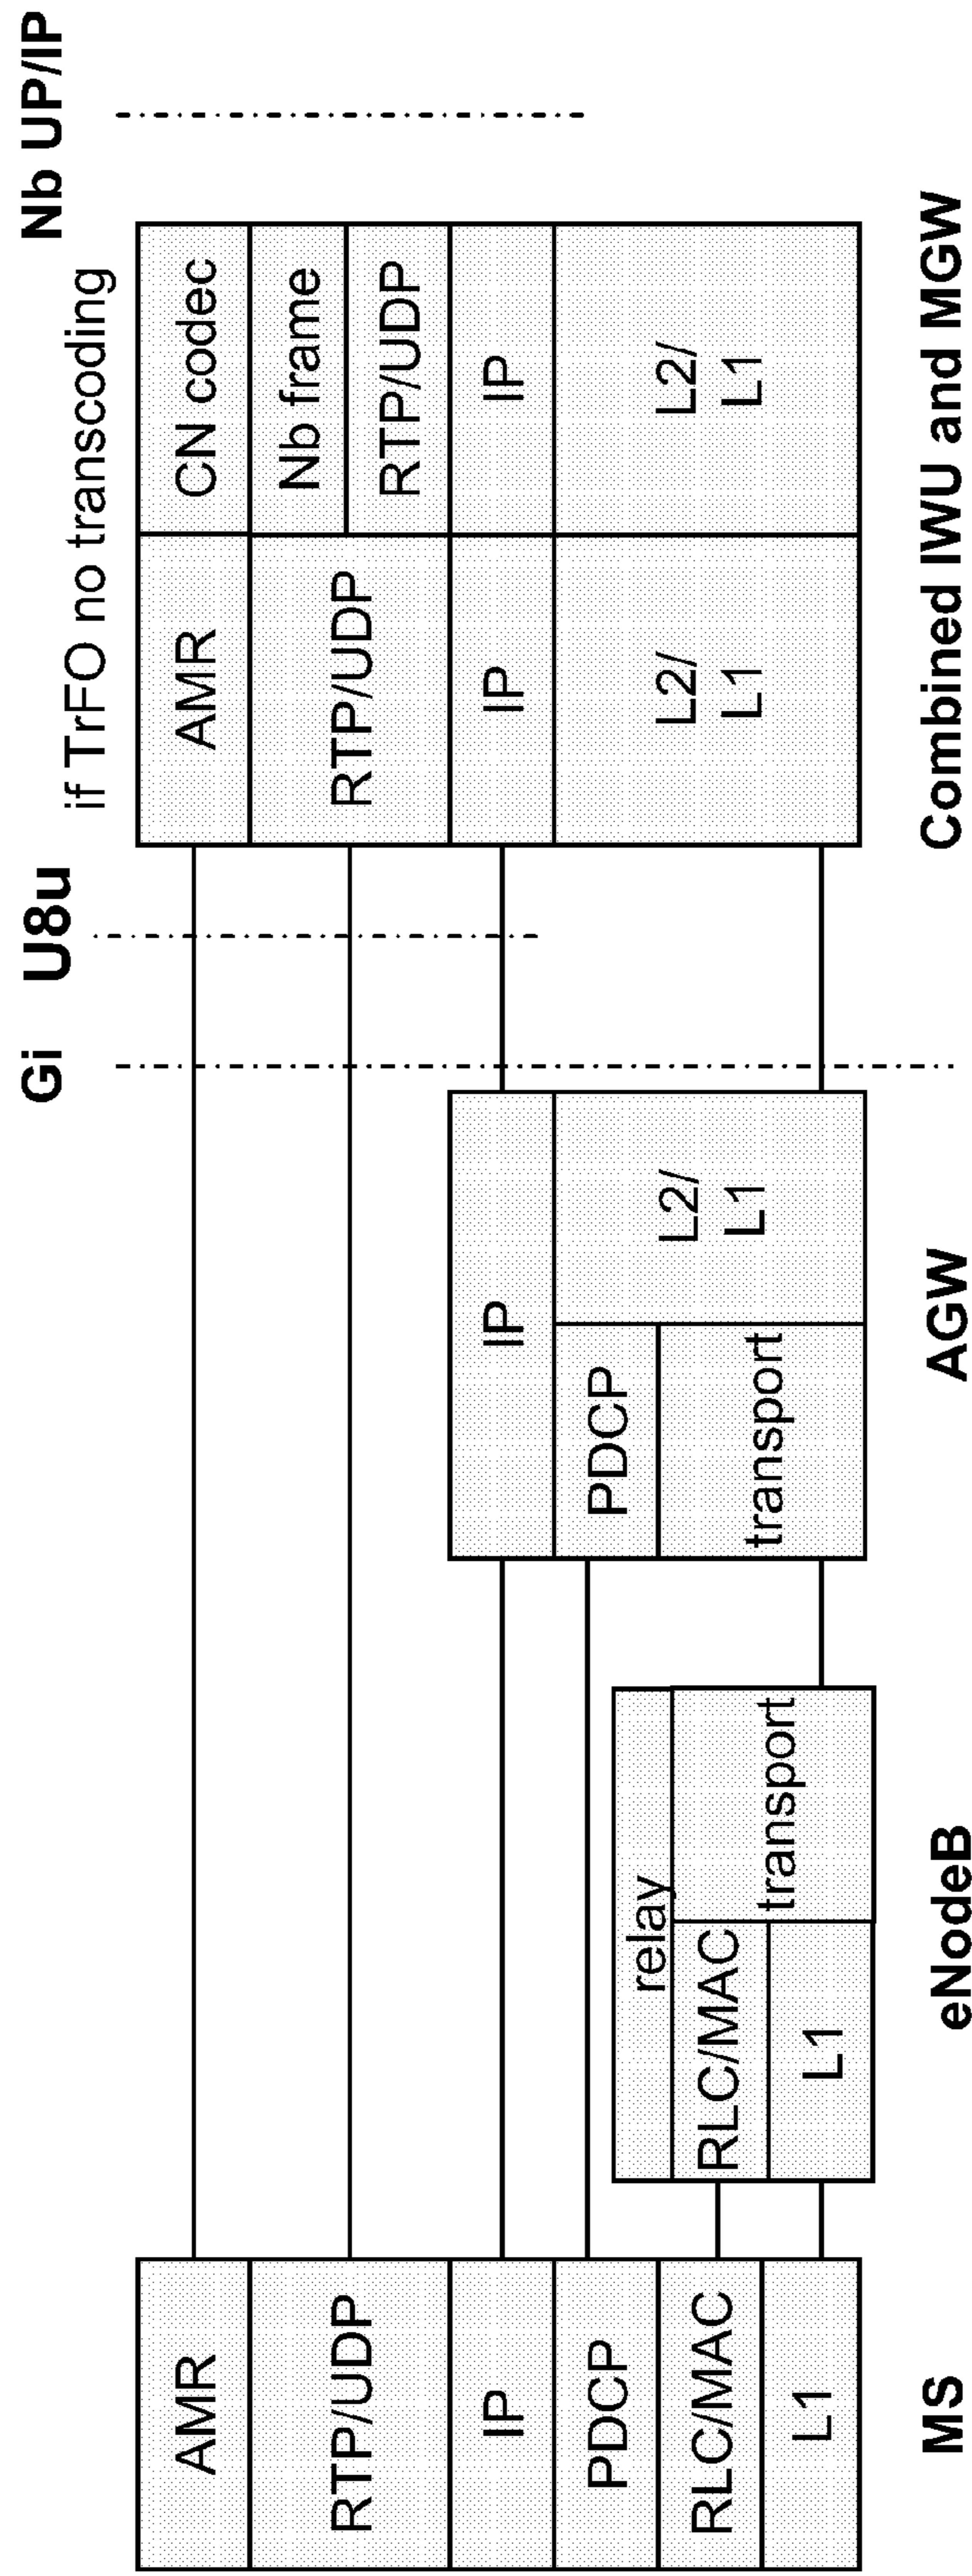 Gi
U8u
Nb UP/IP
if TrFO no transcoding
AMR
RTP/UDP
IP
PDCP
RLC/MAC
L1
MS
relay
RLC/MAC
L1
transport
eNodeB
IP
PDCP
transport
L2/
L1
AGW
AMR
RTP/UDP
IP
L2/
L1
CN codec
Nb frame
RTP/UDP
IP
L2/
L1
Combined IWU and MGW